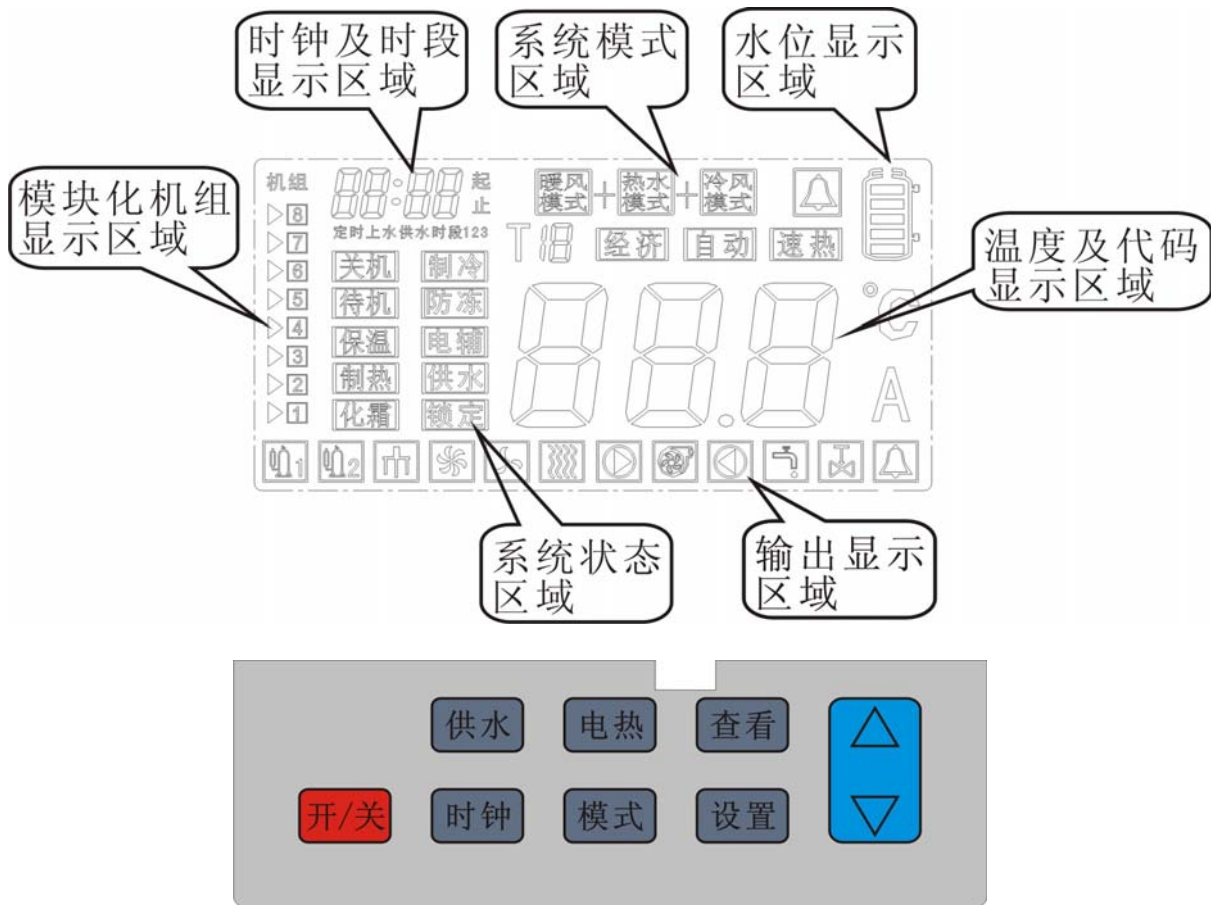 时钟及时段
显示区域
系统模式
区域
水位显示
区域
模块化机组
显示区域
机组
88:88
起
止
定时上水供水时段123
暖风
模式
+
热水
模式
+
冷风
模式
T18
经济
自动
速热
8
7
6
5
4
3
2
1
关机
制冷
待机
防冻
保温
电辅
制热
供水
化霜
锁定
88.8
°C
A
温度及代码
显示区域
1
2
系统状态
区域
输出显示
区域
供水
电热
查看
开/关
时钟
模式
设置